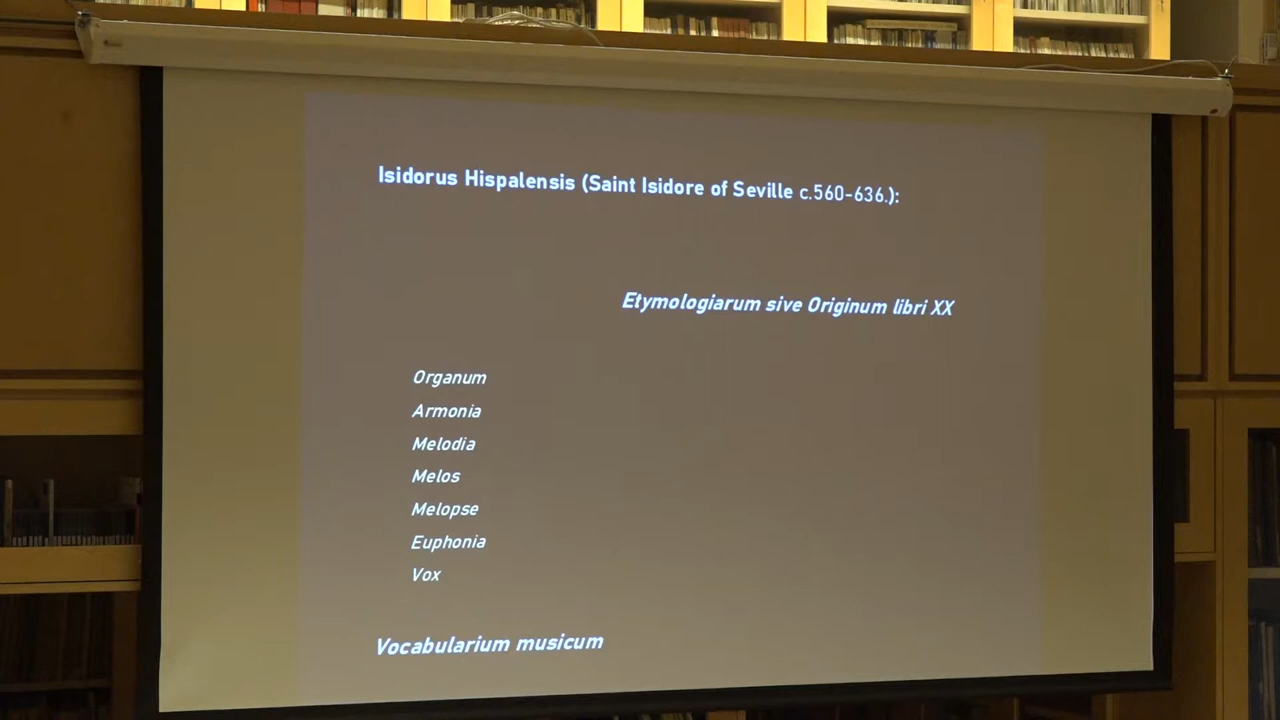 Isidorus Hispalensis (Saint Isidore of Seville c.560-636.):
Etymologiarum sive Originum libri XX
Organum
Armonia
Melodia
Melos
Melopse
Euphonia
Vox
Vocabularium musicum